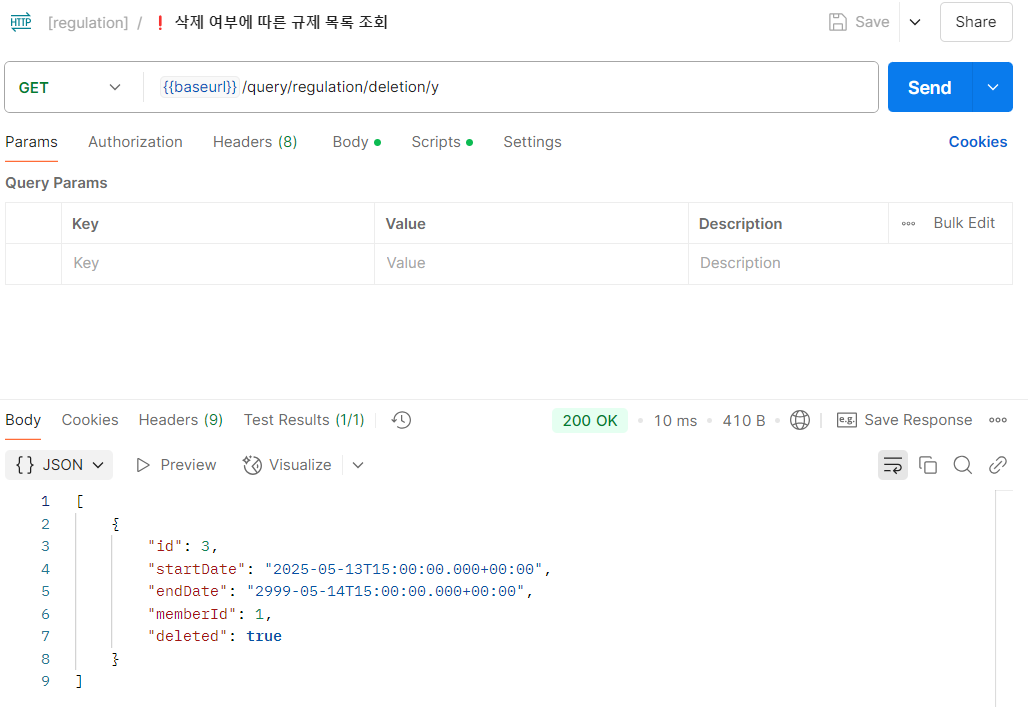 HTTP [regulation] / ❗ 삭제 여부에 따른 규제 목록 조회 Save Share
GET {{baseurl}} /query/regulation/deletion/y Send
Params Authorization Headers (8) Body Scripts Settings Cookies
Query Params
Key Value Description Bulk Edit
Key Value Description
Body Cookies Headers (9) Test Results (1/1) 200 OK 10 ms 410 B e.g. Save Response
{} JSON Preview Visualize
1 [
2 {
3 "id": 3,
4 "startDate": "2025-05-13T15:00:00.000+00:00",
5 "endDate": "2999-05-14T15:00:00.000+00:00",
6 "memberId": 1,
7 "deleted": true
8 }
9 ]